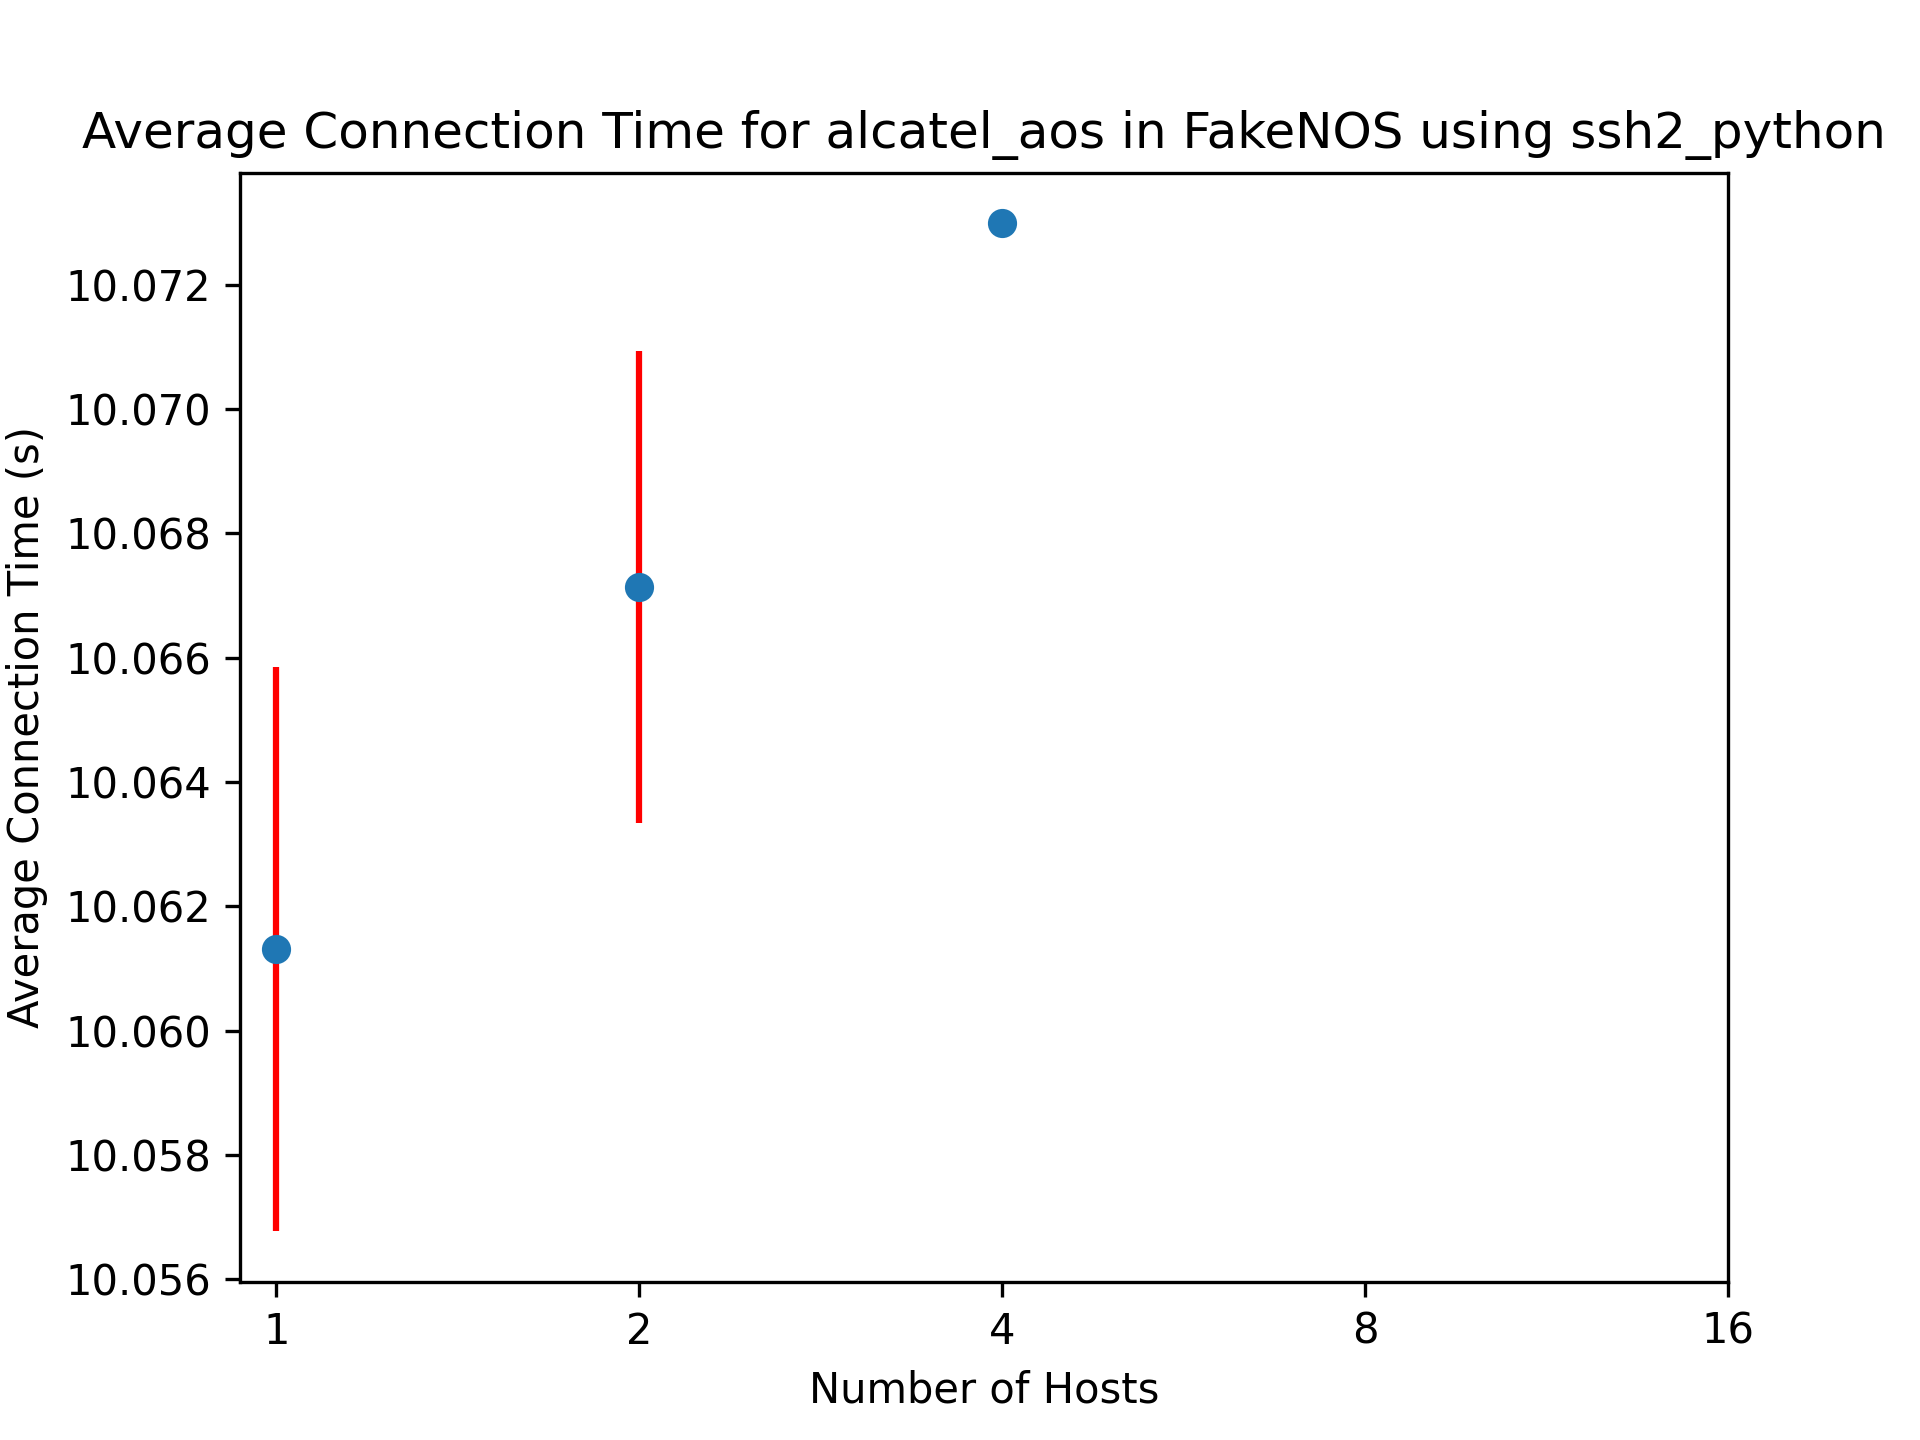 Average Connection Time for alcatel_aos in FakeNOS using ssh2_python
Average Connection Time (s)
10.072
10.070
10.068
10.066
10.064
10.062
10.060
10.058
10.056
1 2 4 8 16
Number of Hosts